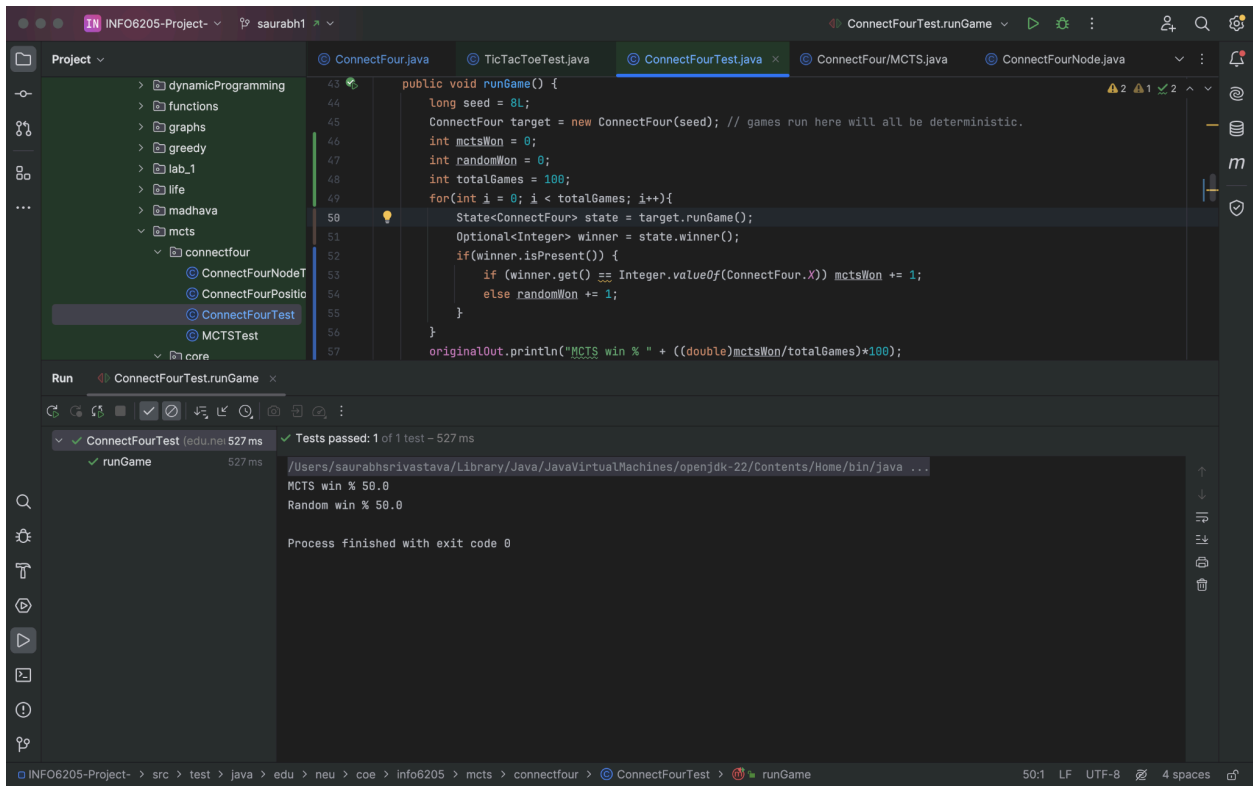 IN INFO6205-Project- saurabh1 ConnectFourTest.runGame
Project
ConnectFour.java TicTacToeTest.java ConnectFourTest.java ConnectFour/MCTS.java ConnectFourNode.java
dynamicProgramming
functions
graphs
greedy
lab_1
life
madhava
mcts
connectfour
ConnectFourNodeT
ConnectFourPositio
ConnectFourTest
MCTSTest
core
2 1 2
43 public void runGame() {
44 long seed = 8L;
45 ConnectFour target = new ConnectFour(seed); // games run here will all be deterministic.
46 int mctsWon = 0;
47 int randomWon = 0;
48 int totalGames = 100;
49 for(int i = 0; i < totalGames; i++){
50 State<ConnectFour> state = target.runGame();
51 Optional<Integer> winner = state.winner();
52 if(winner.isPresent()) {
53 if (winner.get() == Integer.valueOf(ConnectFour.X)) mctsWon += 1;
54 else randomWon += 1;
55 }
56 }
57 originalOut.println("MCTS win % " + ((double)mctsWon/totalGames)*100);
Run ConnectFourTest.runGame
ConnectFourTest (edu.neu 527 ms
runGame 527 ms
Tests passed: 1 of 1 test – 527 ms
/Users/saurabhsrivastava/Library/Java/JavaVirtualMachines/openjdk-22/Contents/Home/bin/java ...
MCTS win % 50.0
Random win % 50.0
Process finished with exit code 0
INFO6205-Project- > src > test > java > edu > neu > coe > info6205 > mcts > connectfour > ConnectFourTest > runGame
50:1 LF UTF-8 4 spaces